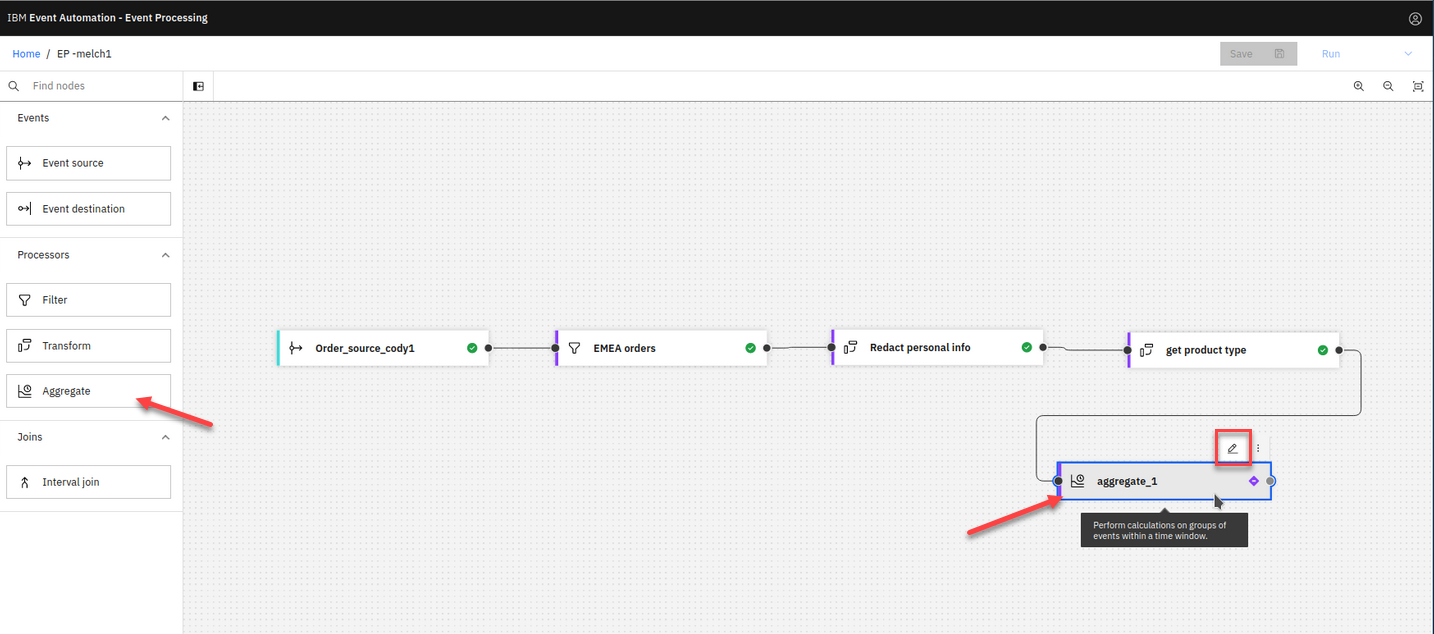 IBM Event Automation - Event Processing
Home / EP -melch1
Save
Run
Find nodes
Events
Event source
Event destination
Processors
Filter
Transform
Aggregate
Joins
Interval join
Order_source_cody1
EMEA orders
Redact personal info
get product type
aggregate_1
Perform calculations on groups of
events within a time window.